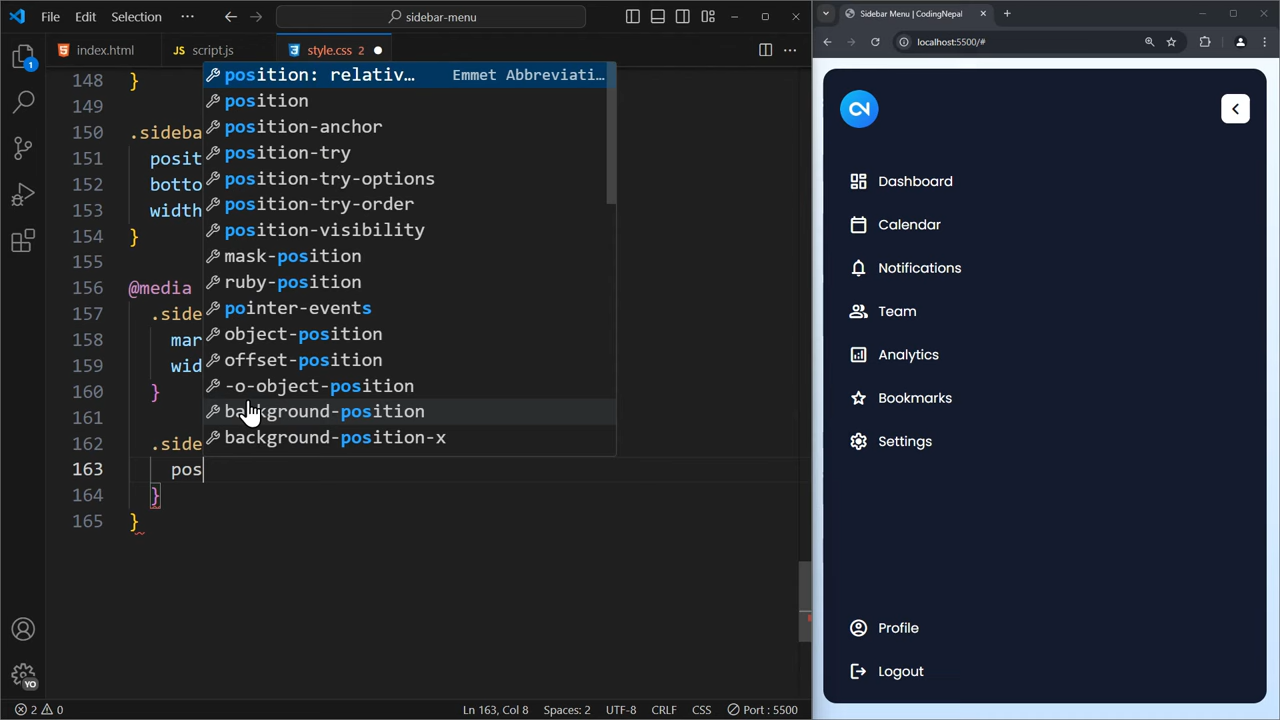 File Edit Selection ··· sidebar-menu
index.html script.js style.css 2
148 }
149
150 .sideba
151 posit
152 botto
153 width
154 }
155
156 @media
157 .side
158 mar
159 wid
160 }
161
162 .side
163 pos
164 }
165 }
position: relativ… Emmet Abbreviati…
position
position-anchor
position-try
position-try-options
position-try-order
position-visibility
mask-position
ruby-position
pointer-events
object-position
offset-position
-o-object-position
background-position
background-position-x
1
YO
2 0 Ln 163, Col 8 Spaces: 2 UTF-8 CRLF CSS Port : 5500
Sidebar Menu | CodingNepal
localhost:5500/#
Dashboard
Calendar
Notifications
Team
Analytics
Bookmarks
Settings
Profile
Logout